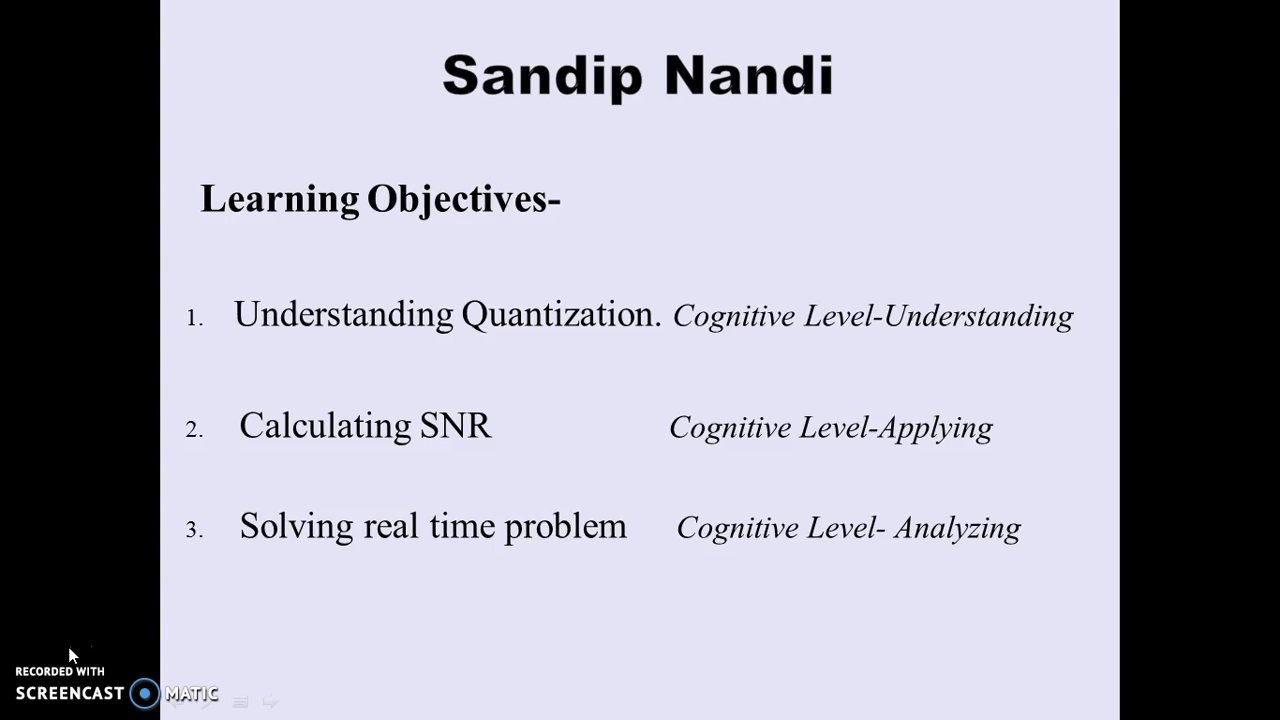 Sandip Nandi
Learning Objectives-
1. Understanding Quantization. Cognitive Level-Understanding
2. Calculating SNR Cognitive Level-Applying
3. Solving real time problem Cognitive Level- Analyzing
RECORDED WITH
SCREENCAST MATIC